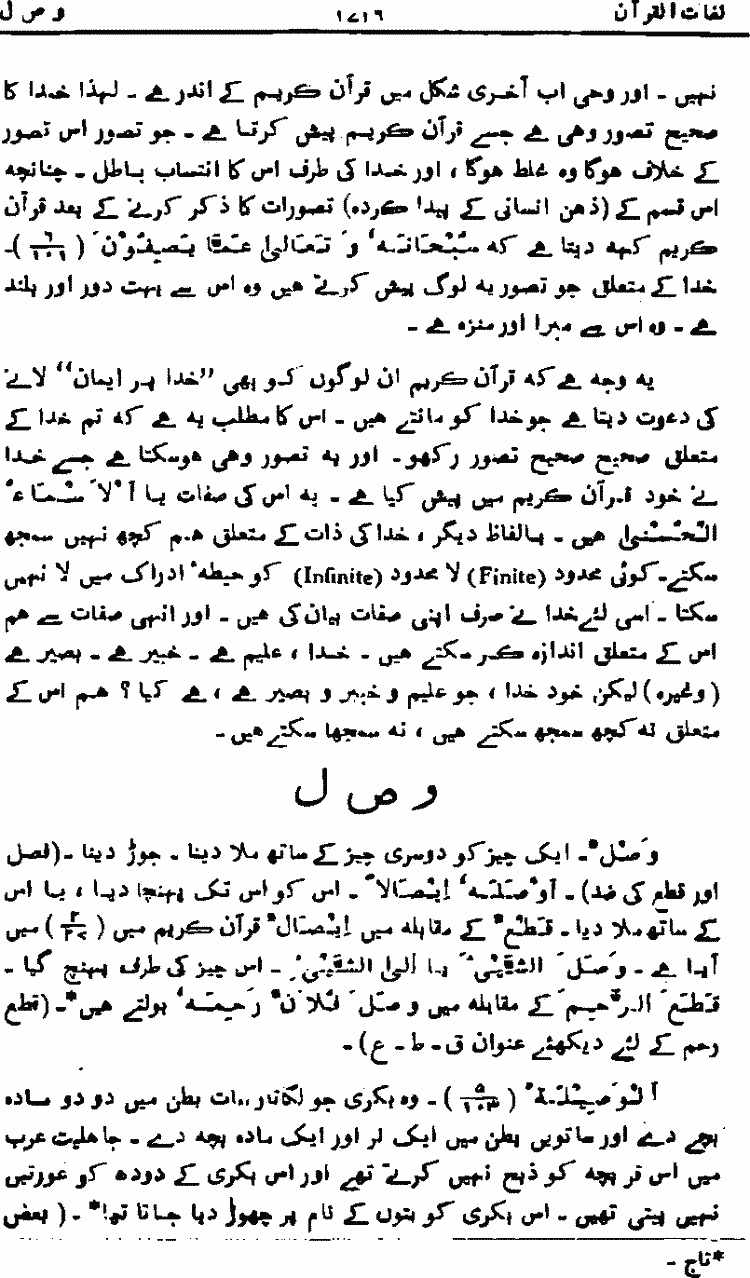 لغات القرآن ۱۷۱۶ و ص ل
نہیں ۔ اور وحی اب آخری شکل میں قرآن کریم کے اندر ہے ۔ لہذا خدا کا
صحیح تصور وہی ہے جسے قرآن کریم پیش کرتا ہے ۔ جو تصور اس تصور
کے خلاف ہوگا وہ غلط ہوگا ، اور خدا کی طرف اس کا انتساب باطل ۔ چنانچہ
اس قسم کے (ذهن انسانی کے پیدا کردہ) تصورات کا ذکر کرنے کے بعد قرآن
کریم کہہ دیتا ہے کہ سُبْحَانَہٗ وَ تَعَالیٰ عَمَّا یَصِفُوْنَ (۶/۱۰۱)۔
خدا کے متعلق جو تصور یہ لوگ پیش کرتے ہیں وہ اس سے بہت دور اور بلند
ہے ۔ وہ اس سے مبرا اور منزہ ہے ۔
یہ وجہ ہے کہ قرآن کریم ان لوگوں کو بھی ”خدا پر ایمان“ لانے
کی دعوت دیتا ہے جو خدا کو مانتے ہیں ۔ اس کا مطلب یہ ہے کہ تم خدا کے
متعلق صحیح صحیح تصور رکھو۔ اور یہ تصور وہی ہوسکتا ہے جسے خدا
نے خود قرآن کریم میں پیش کیا ہے ۔ یہ اس کی صفات یا اَلْاَسْمَاءُ
الْحُسْنیٰ ہیں ۔ بالفاظ دیگر ، خدا کی ذات کے متعلق ہم کچھ نہیں سمجھ
سکتے۔ کوئی محدود (Finite) لا محدود (Infinite) کو حیطۂ ادراک میں لا نہیں
سکتا ۔ اسی لئے خدا نے صرف اپنی صفات بیان کی ہیں ۔ اور انہی صفات سے ہم
اس کے متعلق اندازہ کر سکتے ہیں ۔ خدا ، علیم ہے ۔ خبیر ہے ۔ بصیر ہے
(وغیرہ) لیکن خود خدا ، جو علیم و خبیر و بصیر ہے ، ہے کیا ؟ ہم اس کے
متعلق نہ کچھ سمجھ سکتے ہیں ، نہ سمجھا سکتے ہیں ۔
و ص ل
وَصْلٌ ۔ ایک چیز کو دوسری چیز کے ساتھ ملا دینا ۔ جوڑ دینا ۔ (فصل
اور قطع کی ضد) ۔ اَوْصَلَہٗ اِیْصَالاً ۔ اس کو اس تک پہنچا دیا ، یا اس
کے ساتھ ملا دیا ۔ قَطْعٌ کے مقابلہ میں اِیْصَالٌ قرآن کریم میں (۲/۲۷) میں
آیا ہے ۔ وَصَلَ الشَّیْءَ یا اِلیَ الشَّیْءِ ۔ اس چیز کی طرف پہنچ گیا ۔
قَطَعَ الرَّحِیمَ کے مقابلہ میں وَصَلَ فُلَانٌ رَحِیمَہٗ بولتے ہیں*۔ (قطع
رحم کے لئے دیکھئے عنوان ق ۔ ط ۔ ع) ۔
اَلْوَصِیْلَۃُ (۵/۱۰۳) ۔ وہ بکری جو لگاتار سات بطن میں دو دو مادہ
بچے دے اور ساتویں بطن میں ایک نر اور ایک مادہ بچہ دے ۔ جاہلیت عرب
میں اس نر بچہ کو ذبح نہیں کرتے تھے اور اس بکری کے دودھ کو عورتیں
نہیں پیتی تھیں ۔ اس بکری کو بتوں کے نام پر چھوڑ دیا جاتا تھا* ۔ (بعض
*تاج ۔